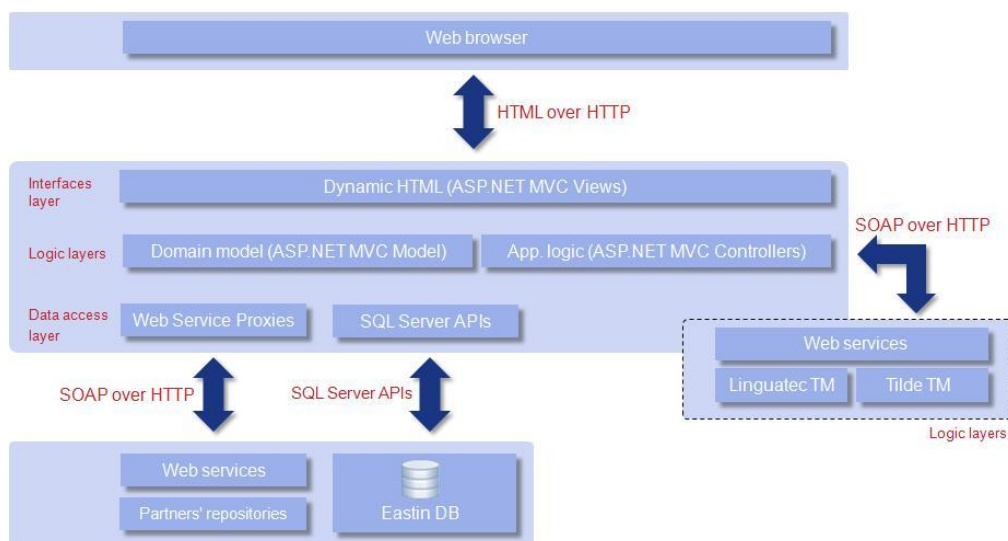 Web browser
HTML over HTTP
Interfaces
layer
Dynamic HTML (ASP.NET MVC Views)
SOAP over HTTP
Logic layers
Domain model (ASP.NET MVC Model)
App. logic (ASP.NET MVC Controllers)
Data access
layer
Web Service Proxies
SQL Server APIs
Web services
Linguatec TM
Tilde TM
Logic layers
SOAP over HTTP
SQL Server APIs
Web services
Partners' repositories
Eastin DB